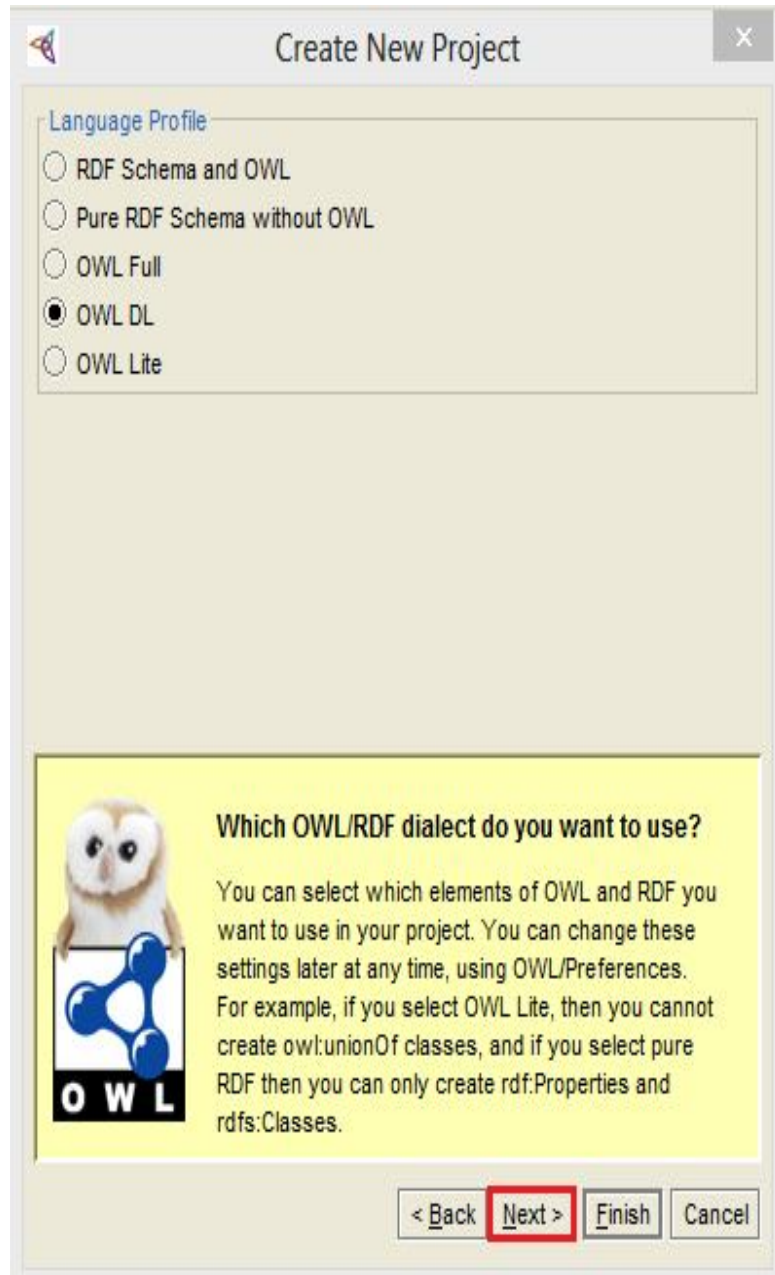 Create New Project
X
Language Profile
RDF Schema and OWL
Pure RDF Schema without OWL
OWL Full
OWL DL
OWL Lite
Which OWL/RDF dialect do you want to use?
You can select which elements of OWL and RDF you
want to use in your project. You can change these
settings later at any time, using OWL/Preferences.
For example, if you select OWL Lite, then you cannot
create owl:unionOf classes, and if you select pure
RDF then you can only create rdf:Properties and
rdfs:Classes.
O W L
< Back Next > Finish Cancel